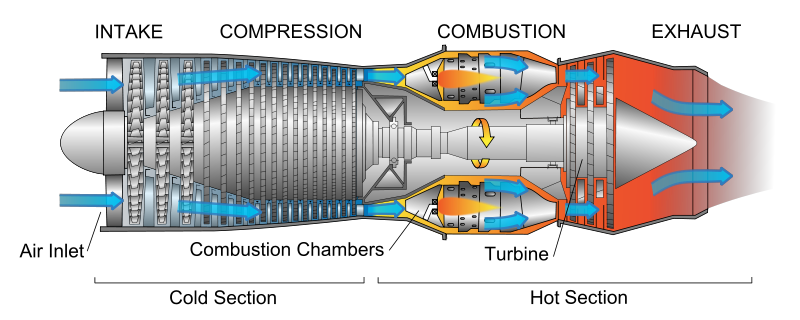 INTAKE
COMPRESSION
COMBUSTION
EXHAUST
Air Inlet
Combustion Chambers
Turbine
Cold Section
Hot Section